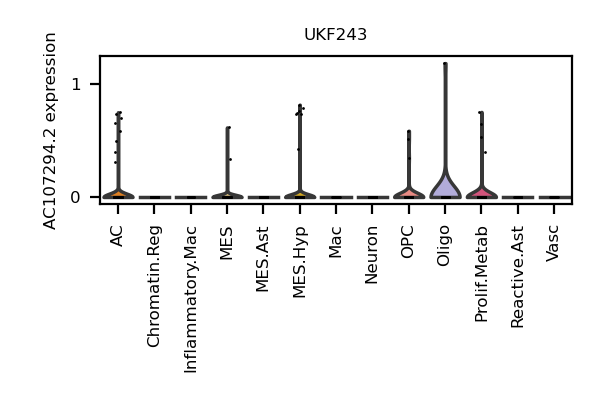 UKF243
AC107294.2 expression
1
0
AC
Chromatin.Reg
Inflammatory.Mac
MES
MES.Ast
MES.Hyp
Mac
Neuron
OPC
Oligo
Prolif.Metab
Reactive.Ast
Vasc